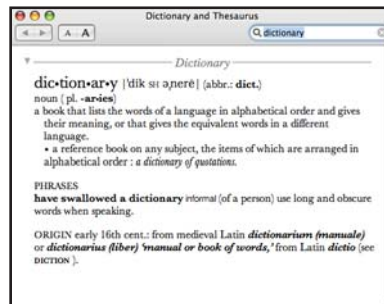 Dictionary and Thesaurus
A A dictionary
Dictionary
dic•tion•ar•y |ˈdik sʜ əˌnerē| (abbr.: dict.)
noun ( pl. -ar•ies)
a book that lists the words of a language in alphabetical order and gives
their meaning, or that gives the equivalent words in a different
language.
• a reference book on any subject, the items of which are arranged in
alphabetical order : a dictionary of quotations.
PHRASES
have swallowed a dictionary informal (of a person) use long and obscure
words when speaking.
ORIGIN early 16th cent.: from medieval Latin dictionarium (manuale)
or dictionarius (liber) ‘manual or book of words,’ from Latin dictio (see
DICTION ).